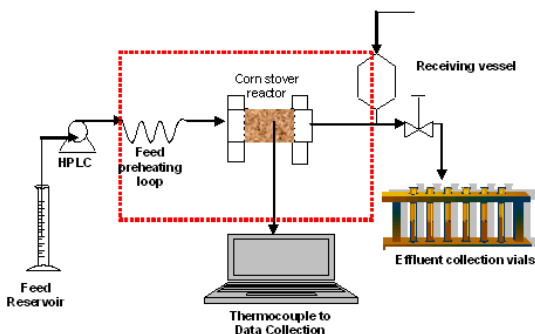 Corn stover
reactor
Receiving vessel
HPLC
Feed
preheating
loop
Feed
Reservoir
Effluent collection vials
Thermocouple to
Data Collection